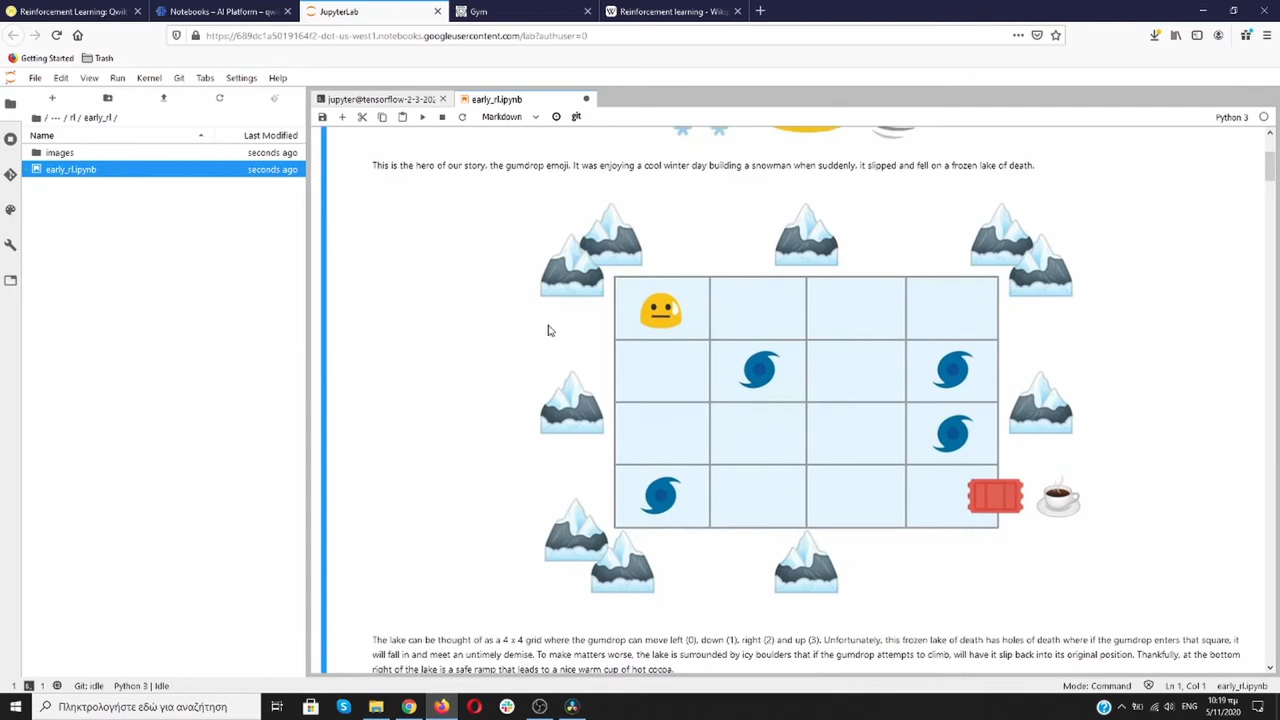 Reinforcement Learning: Qwik
Notebooks – AI Platform – qw
JupyterLab
Gym
Reinforcement learning - Wiki
https://689dc1a5019164f2-dot-us-west1.notebooks.googleusercontent.com/lab?authuser=0
Getting Started
Trash
File Edit View Run Kernel Git Tabs Settings Help
jupyter@tensorflow-2-3-202
early_rl.ipynb
Markdown
git
Python 3
/ ··· / rl / early_rl /
Name
Last Modified
images
seconds ago
early_rl.ipynb
seconds ago
This is the hero of our story, the gumdrop emoji. It was enjoying a cool winter day building a snowman when suddenly, it slipped and fell on a frozen lake of death.
The lake can be thought of as a 4 x 4 grid where the gumdrop can move left (0), down (1), right (2) and up (3). Unfortunately, this frozen lake of death has holes of death where if the gumdrop enters that square, it
will fall in and meet an untimely demise. To make matters worse, the lake is surrounded by icy boulders that if the gumdrop attempts to climb, will have it slip back into its original position. Thankfully, at the bottom
right of the lake is a safe ramp that leads to a nice warm cup of hot cocoa.
1
1
Git: idle
Python 3 | Idle
Mode: Command
Ln 1, Col 1
early_rl.ipynb
Πληκτρολογήστε εδώ για αναζήτηση
ENG
10:19 πμ
5/11/2020